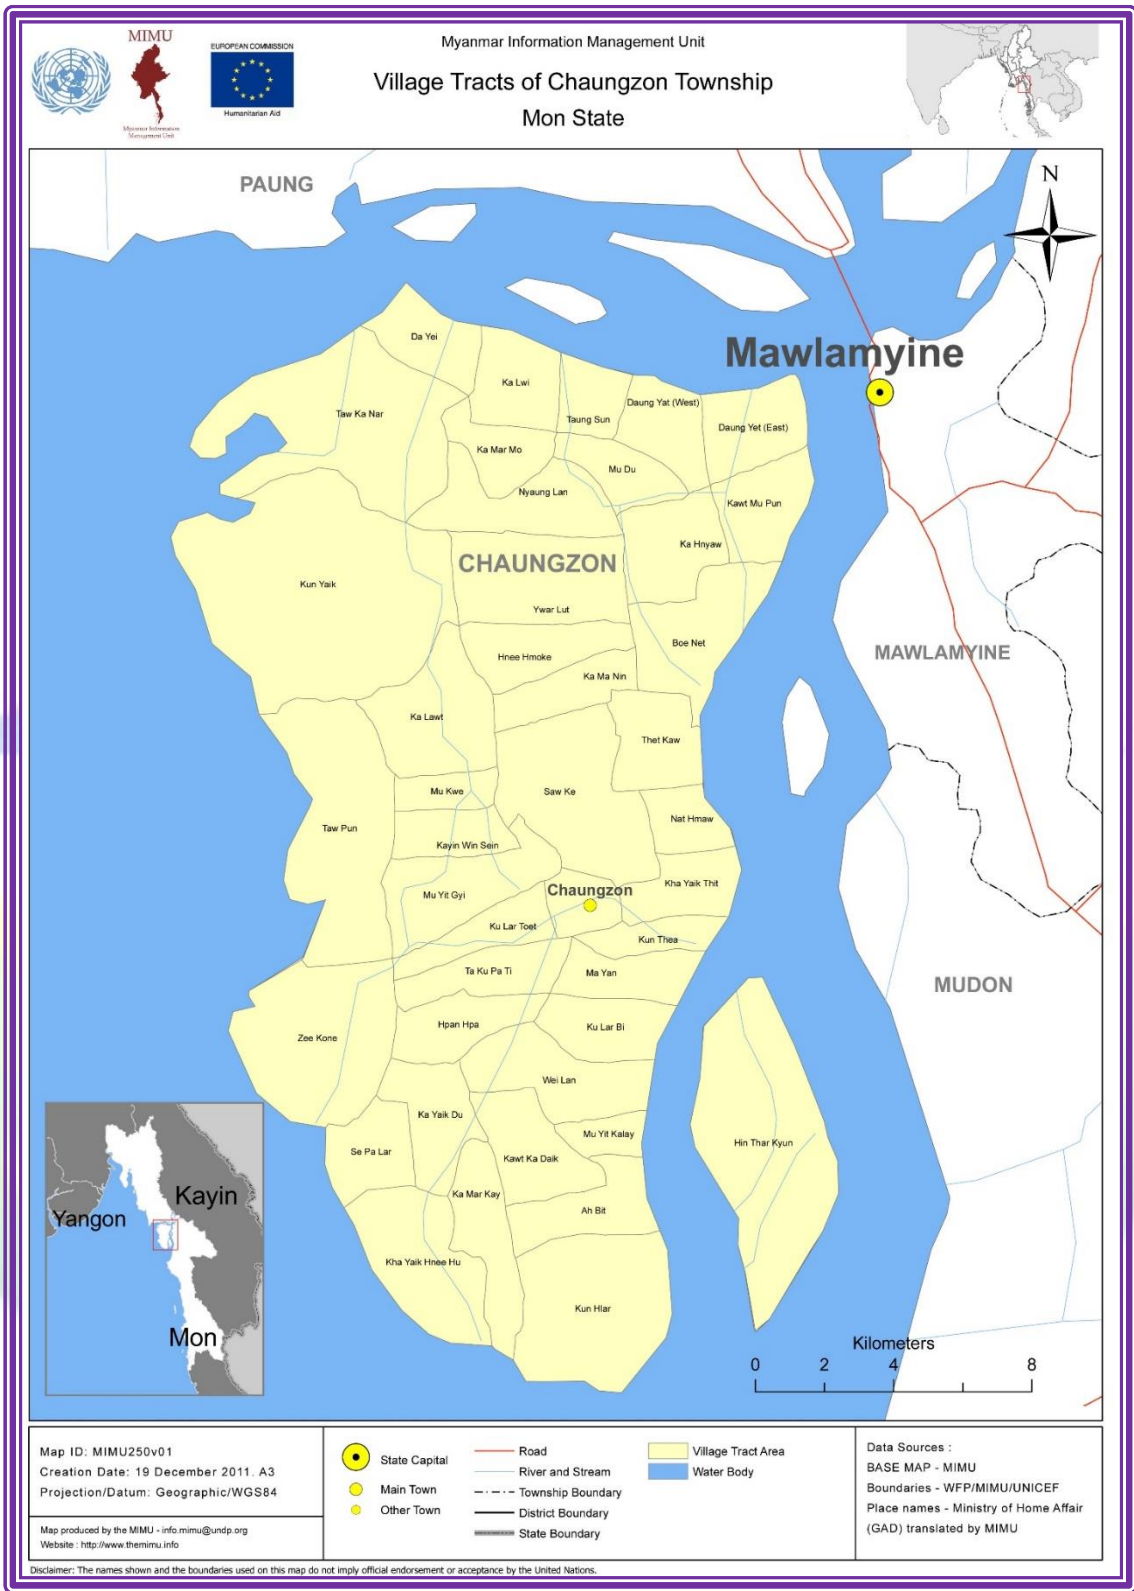 MIMU
Myanmar Information
Management Unit
EUROPEAN COMMISSION
Humanitarian Aid
Myanmar Information Management Unit
Village Tracts of Chaungzon Township
Mon State
PAUNG
N
Mawlamyine
Da Yei
Ka Lwi
Taw Ka Nar
Taung Sun
Daung Yat (West)
Daung Yet (East)
Ka Mar Mo
Mu Du
Nyaung Lan
Kawt Mu Pun
Ka Hnyaw
CHAUNGZON
Kun Yaik
Ywar Lut
Boe Net
MAWLAMYINE
Hnee Hmoke
Ka Ma Nin
Ka Lawt
Thet Kaw
Mu Kwe
Saw Ke
Nat Hmaw
Taw Pun
Kayin Win Sein
Kha Yaik Thit
Chaungzon
Mu Yit Gyi
Ku Lar Toet
Kun Thea
Ta Ku Pa Ti
Ma Yan
MUDON
Hpan Hpa
Ku Lar Bi
Zee Kone
Wei Lan
Ka Yaik Du
Mu Yit Kalay
Hin Thar Kyun
Se Pa Lar
Kawt Ka Daik
Ka Mar Kay
Ah Bit
Kha Yaik Hnee Hu
Kun Hlar
Kayin
Yangon
Mon
Kilometers
0 2 4 8
Map ID: MIMU250v01
Creation Date: 19 December 2011. A3
Projection/Datum: Geographic/WGS84
Map produced by the MIMU - info.mimu@undp.org
Website : http://www.themimu.info
State Capital
Main Town
Other Town
Road
River and Stream
Township Boundary
District Boundary
State Boundary
Village Tract Area
Water Body
Data Sources :
BASE MAP - MIMU
Boundaries - WFP/MIMU/UNICEF
Place names - Ministry of Home Affair
(GAD) translated by MIMU
Disclaimer: The names shown and the boundaries used on this map do not imply official endorsement or acceptance by the United Nations.